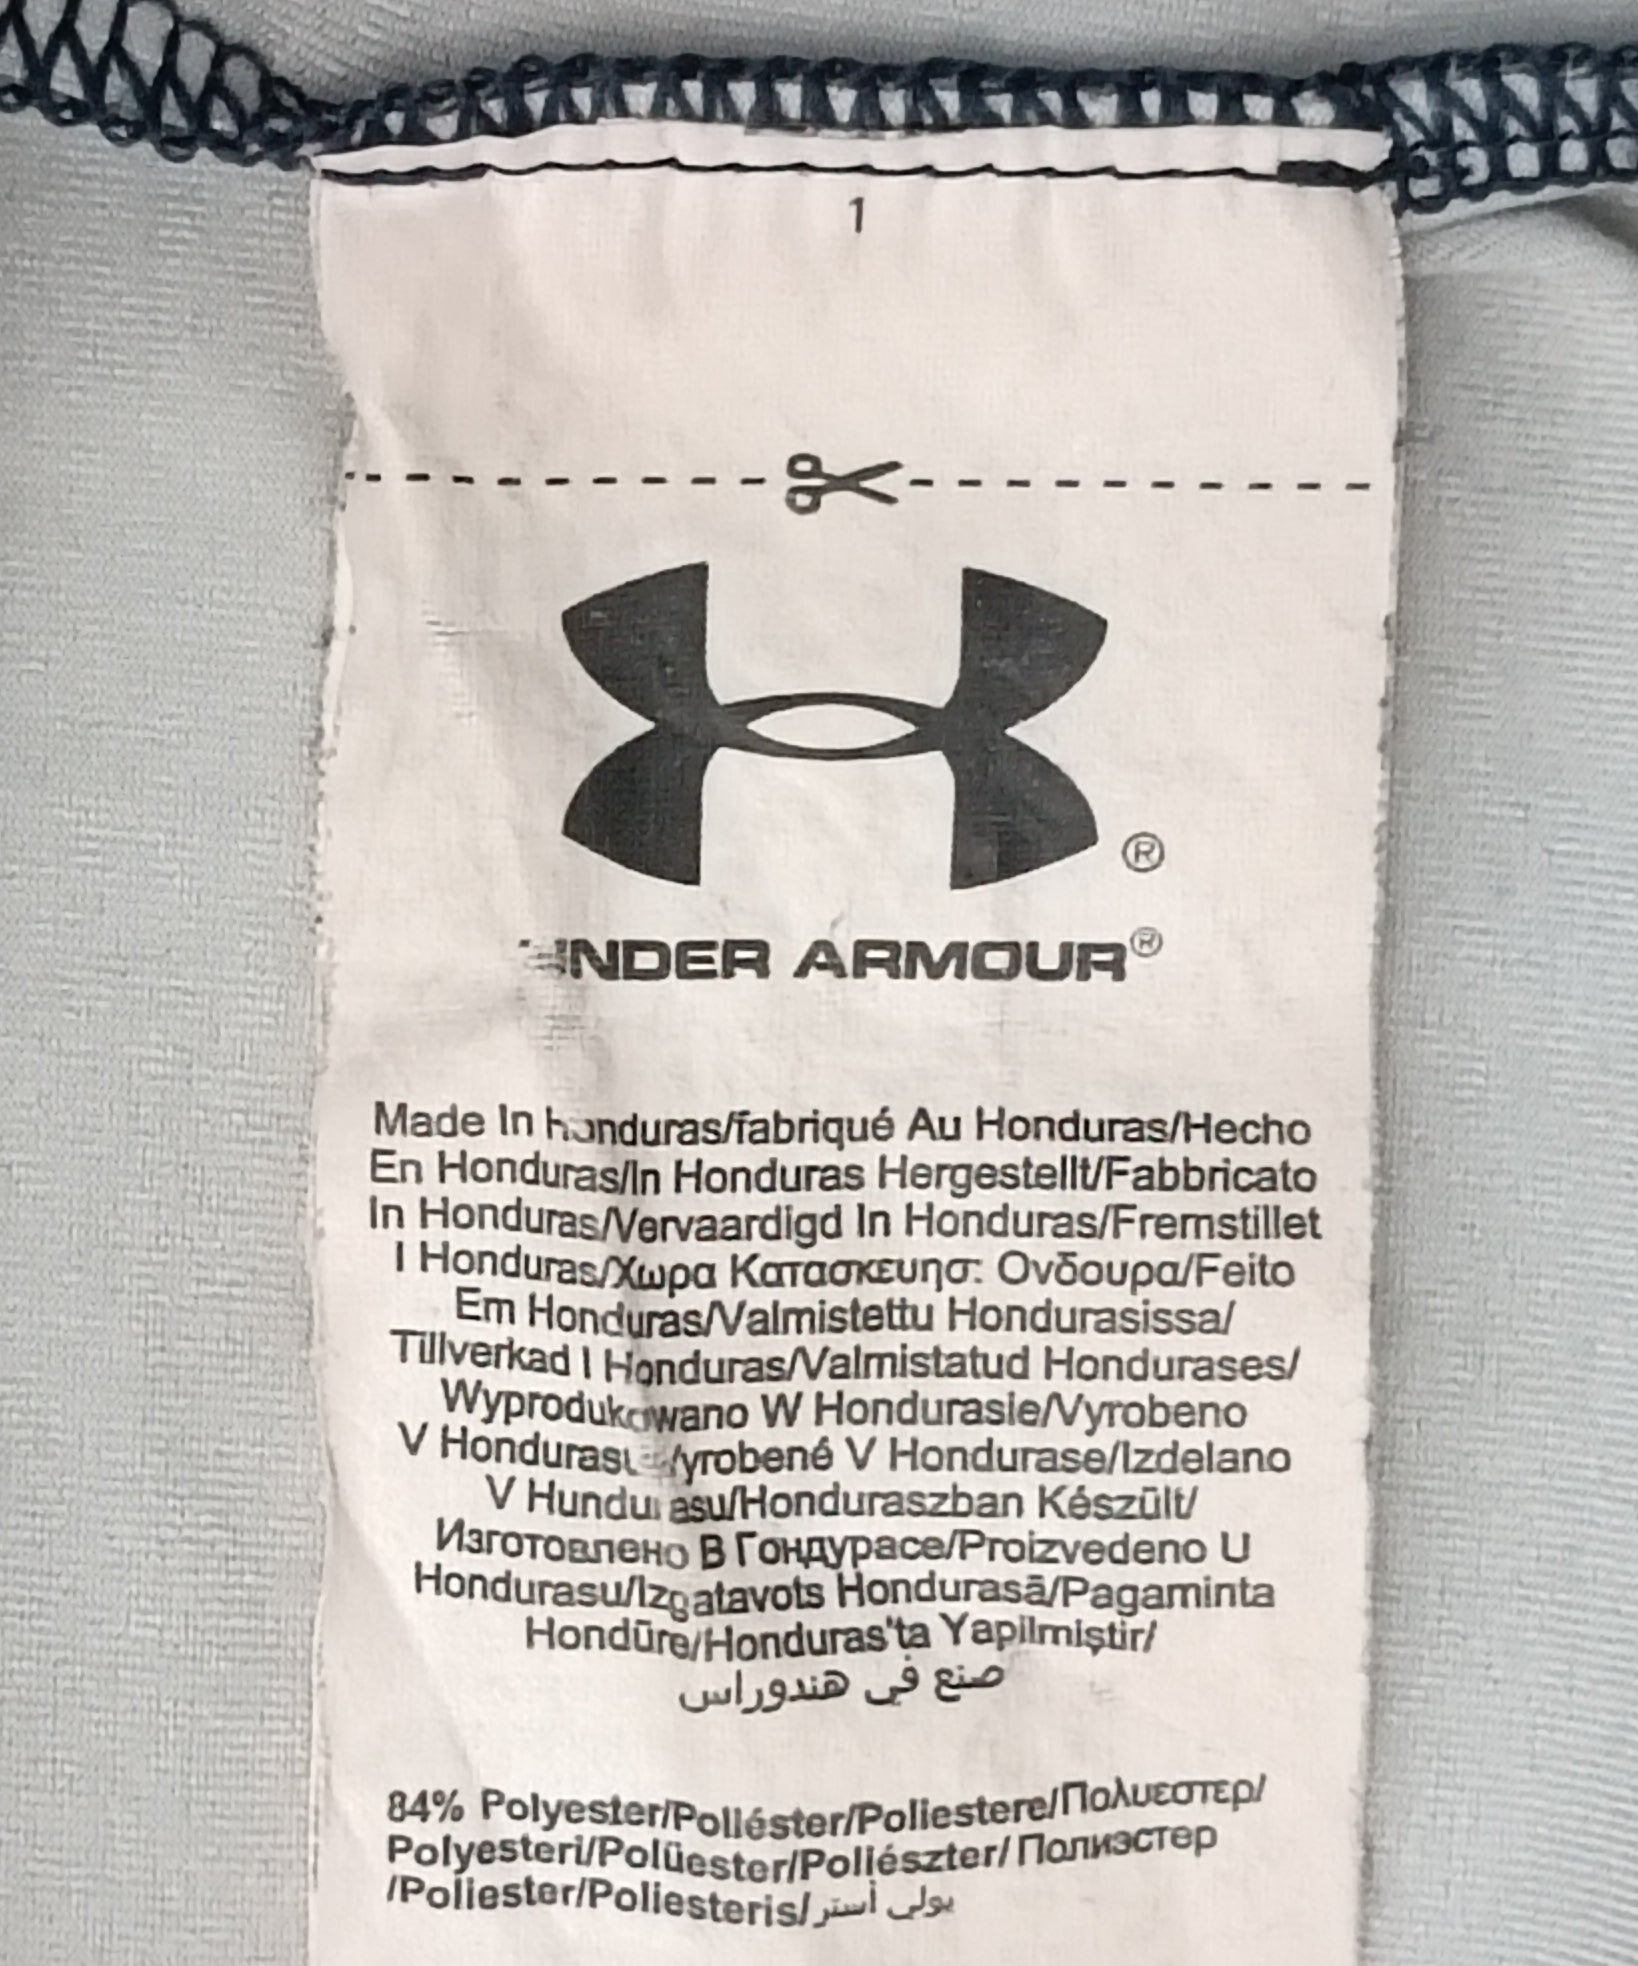 1
®
UNDER ARMOUR®
Made In Honduras/fabriqué Au Honduras/Hecho
En Honduras/In Honduras Hergestellt/Fabbricato
In Honduras/Vervaardigd In Honduras/Fremstillet
I Honduras/Χωρα Κατασκευησ: Ονδουρα/Feito
Em Honduras/Valmistettu Hondurasissa/
Tillverkad I Honduras/Valmistatud Hondurases/
Wyprodukowano W Hondurasie/Vyrobeno
V Hondurasu/Vyrobené V Hondurase/Izdelano
V Hundurasu/Honduraszban Készült/
Изготовлено В Гондурасе/Proizvedeno U
Hondurasu/Izgatavots Hondurasā/Pagaminta
Hondūre/Honduras'ta Yapilmiştir/
صنع في هندوراس
84% Polyester/Poliéster/Poliestere/Πολυεστερ/
Polyesteri/Polüester/Poliészter/Полиэстер
/Poliester/Poliesteris/بولي أستر